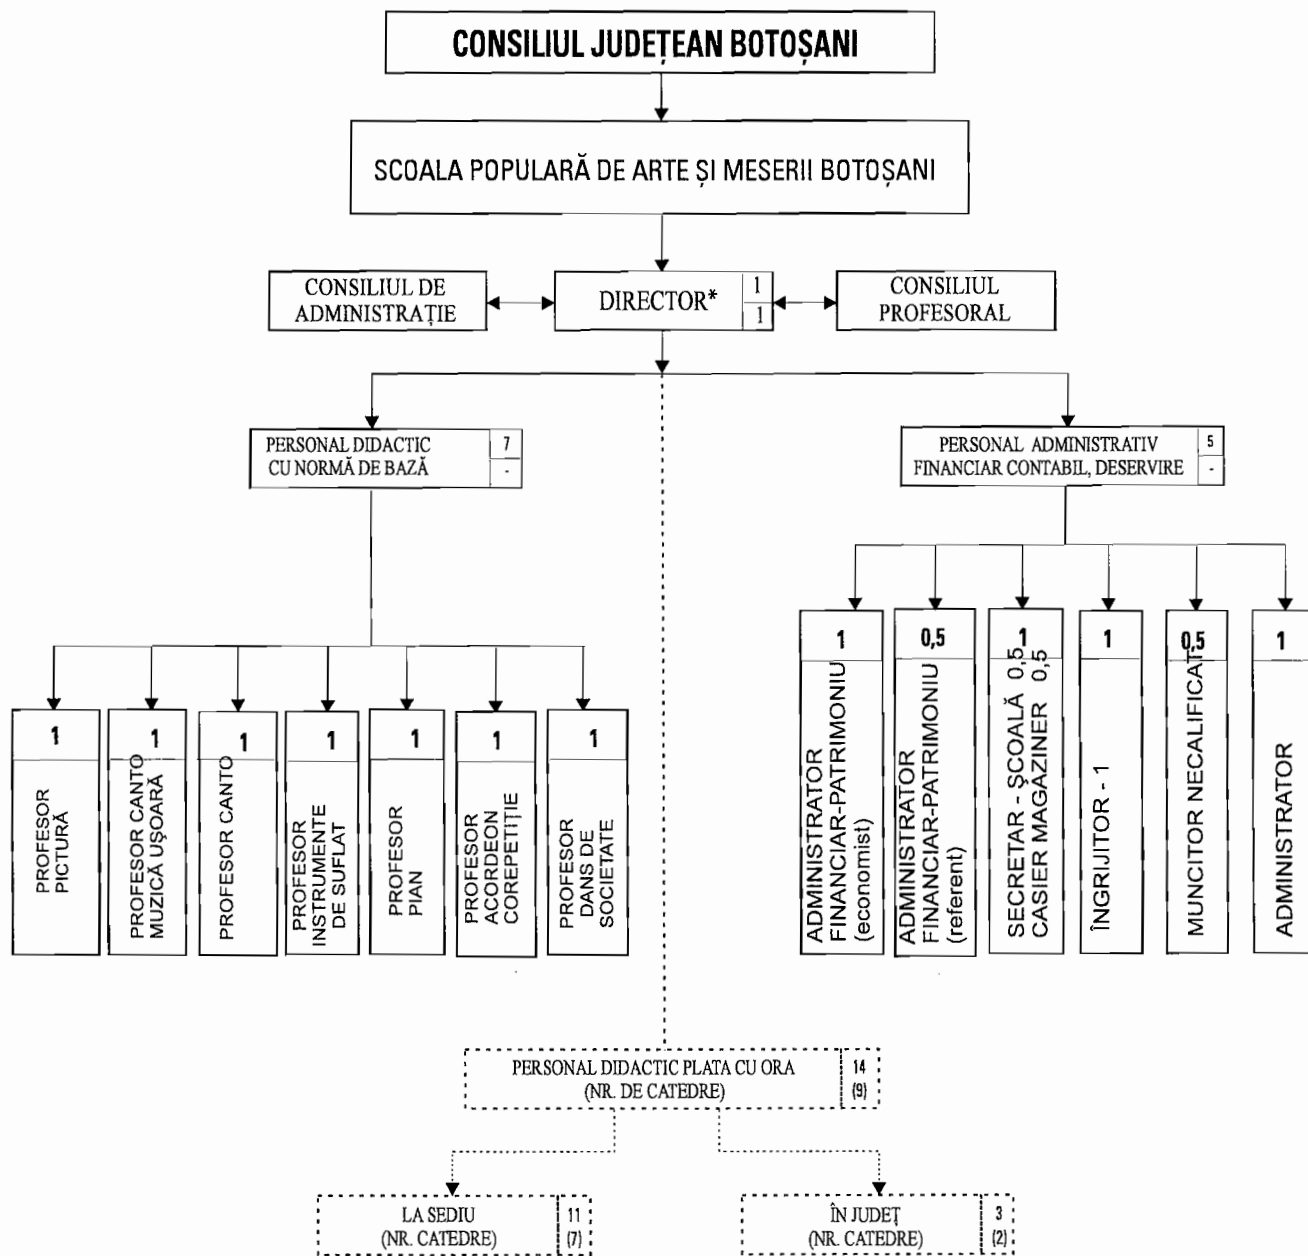 CONSILIUL JUDEȚEAN BOTOȘANI
SCOALA POPULARĂ DE ARTE ȘI MESERII BOTOȘANI
CONSILIUL DE
ADMINISTRAȚIE
DIRECTOR*
1
1
CONSILIUL
PROFESORAL
PERSONAL DIDACTIC
CU NORMĂ DE BAZĂ
7
-
PERSONAL ADMINISTRATIV
FINANCIAR CONTABIL, DESERVIRE
5
-
1
PROFESOR
PICTURĂ
1
PROFESOR CANTO
MUZICĂ UȘOARĂ
1
PROFESOR CANTO
1
PROFESOR
INSTRUMENTE
DE SUFLAT
1
PROFESOR
PIAN
1
PROFESOR
ACORDEON
COREPETIȚIE
1
PROFESOR
DANS DE
SOCIETATE
1
ADMINISTRATOR
FINANCIAR-PATRIMONIU
(economist)
0,5
ADMINISTRATOR
FINANCIAR-PATRIMONIU
(referent)
1
SECRETAR - ȘCOALĂ 0,5
CASIER MAGAZINER 0,5
1
ÎNGRIJITOR - 1
0,5
MUNCITOR NECALIFICAT
1
ADMINISTRATOR
PERSONAL DIDACTIC PLATA CU ORA
(NR. DE CATEDRE)
14
(9)
LA SEDIU
(NR. CATEDRE)
11
(7)
ÎN JUDEȚ
(NR. CATEDRE)
3
(2)